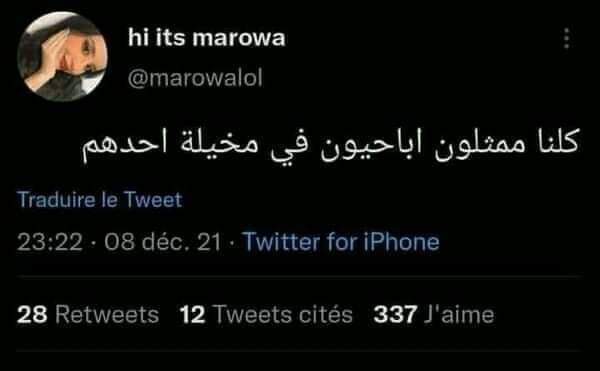 hi its marowa
@marowalol
كلنا ممثلون اباحيون في مخيلة احدهم
Traduire le Tweet
23:22 · 08 déc. 21 · Twitter for iPhone
28 Retweets 12 Tweets cités 337 J'aime